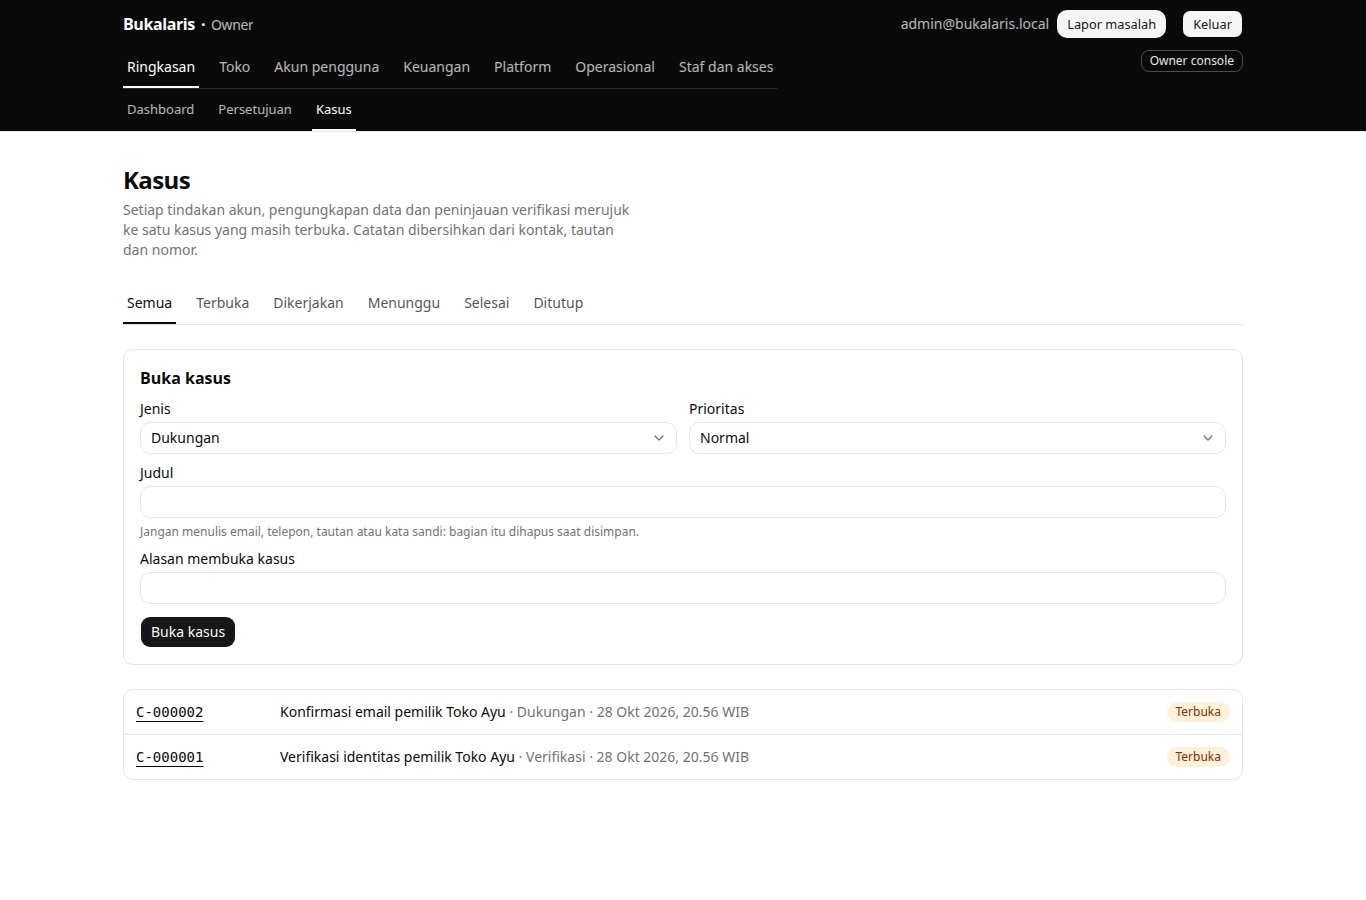 Bukalaris · Owner
admin@bukalaris.local
Lapor masalah
Keluar
Ringkasan
Toko
Akun pengguna
Keuangan
Platform
Operasional
Staf dan akses
Owner console
Dashboard
Persetujuan
Kasus
Kasus
Setiap tindakan akun, pengungkapan data dan peninjauan verifikasi merujuk
ke satu kasus yang masih terbuka. Catatan dibersihkan dari kontak, tautan
dan nomor.
Semua
Terbuka
Dikerjakan
Menunggu
Selesai
Ditutup
Buka kasus
Jenis
Prioritas
Dukungan
Normal
Judul
Jangan menulis email, telepon, tautan atau kata sandi: bagian itu dihapus saat disimpan.
Alasan membuka kasus
Buka kasus
C-000002
Konfirmasi email pemilik Toko Ayu · Dukungan · 28 Okt 2026, 20.56 WIB
Terbuka
C-000001
Verifikasi identitas pemilik Toko Ayu · Verifikasi · 28 Okt 2026, 20.56 WIB
Terbuka